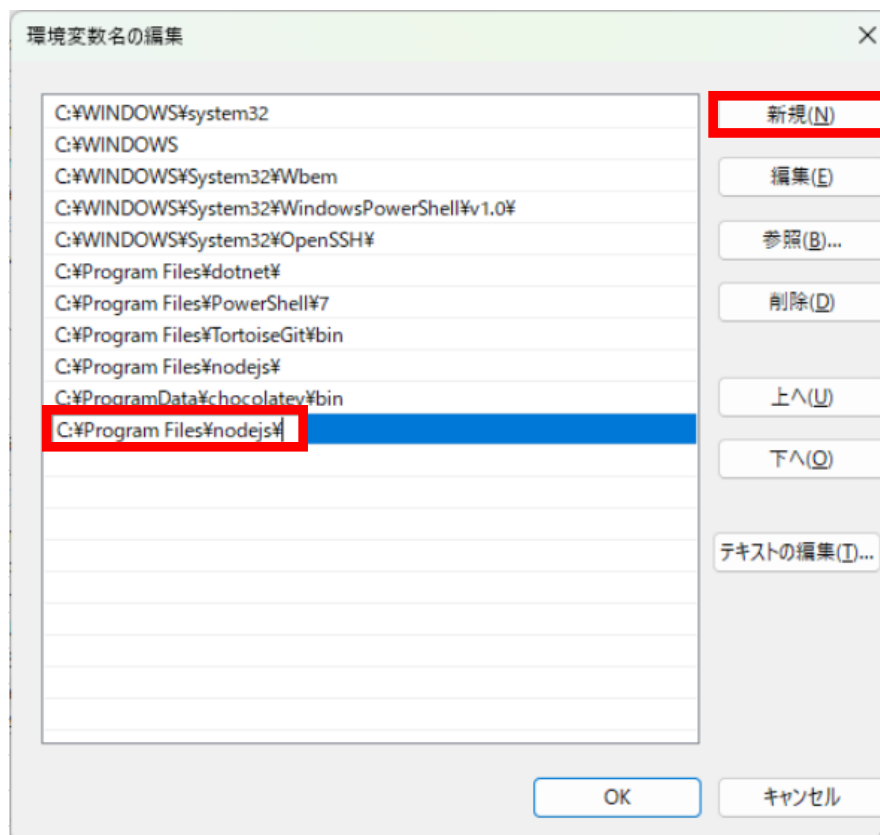 環境変数名の編集
C:¥WINDOWS¥system32
C:¥WINDOWS
C:¥WINDOWS¥System32¥Wbem
C:¥WINDOWS¥System32¥WindowsPowerShell¥v1.0¥
C:¥WINDOWS¥System32¥OpenSSH¥
C:¥Program Files¥dotnet¥
C:¥Program Files¥PowerShell¥7
C:¥Program Files¥TortoiseGit¥bin
C:¥Program Files¥nodejs¥
C:¥ProgramData¥chocolatey¥bin
C:¥Program Files¥nodejs¥
新規(N)
編集(E)
参照(B)...
削除(D)
上へ(U)
下へ(O)
テキストの編集(T)...
OK
キャンセル